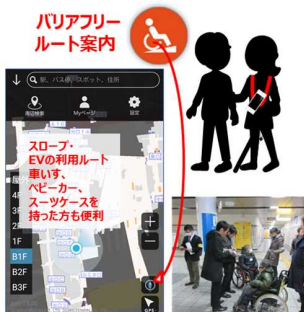 バリアフリー
ルート案内
駅、バス停、スポット、住所
周辺検索
Myページ
設定
スロープ・
EVの利用ルート
車いす、
ベビーカー、
スーツケースを
持った方も便利
屋外
4F
3F
2F
1F
B1F
B2F
B3F
GPS